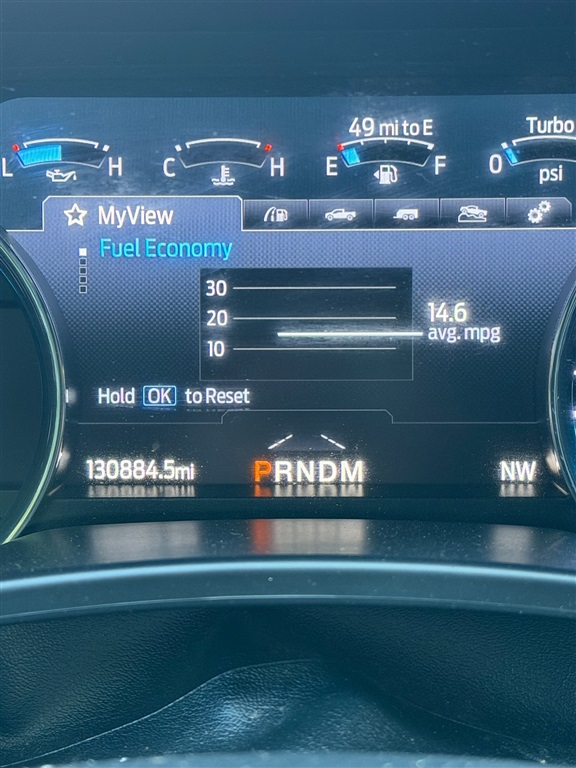 49 mi to E
Turbo
L H
C H
E F
O
psi
MyView
Fuel Economy
30
20
10
14.6
avg. mpg
Hold OK to Reset
130884.5mi
PRNDM
NW